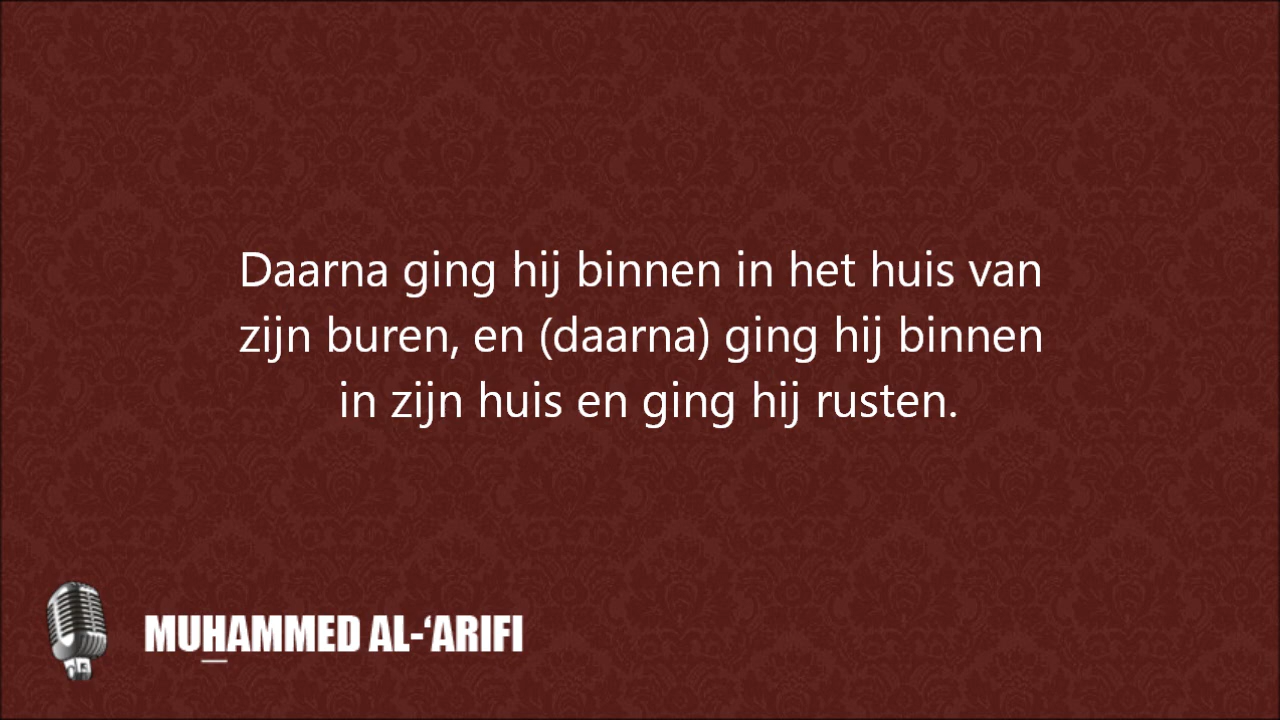 Daarna ging hij binnen in het huis van
zijn buren, en (daarna) ging hij binnen
in zijn huis en ging hij rusten.
MUHAMMED AL-‘ARIFI